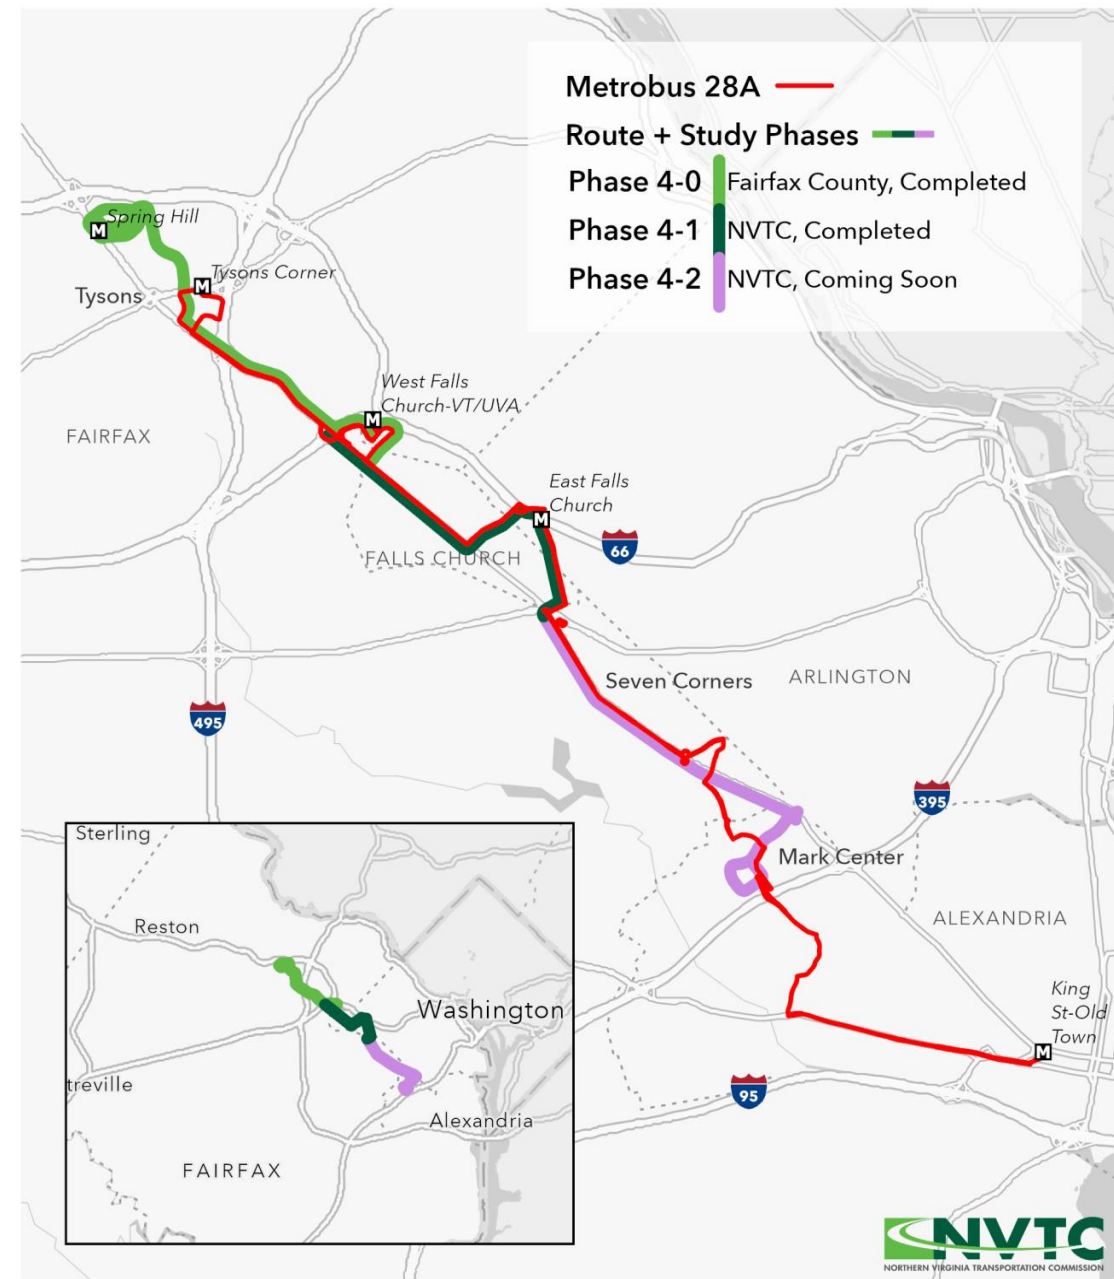 Metrobus 28A
Route + Study Phases
Phase 4-0 Fairfax County, Completed
Phase 4-1 NVTC, Completed
Phase 4-2 NVTC, Coming Soon
M Spring Hill
M Tysons Corner
Tysons
West Falls
Church-VT/UVA
M
FAIRFAX
East Falls
Church
M
66
FALLS CHURCH
Seven Corners
ARLINGTON
495
395
Mark Center
ALEXANDRIA
King
St-Old
Town
M
95
Sterling
Reston
Washington
treville
Alexandria
FAIRFAX
NVTC
NORTHERN VIRGINIA TRANSPORTATION COMMISSION